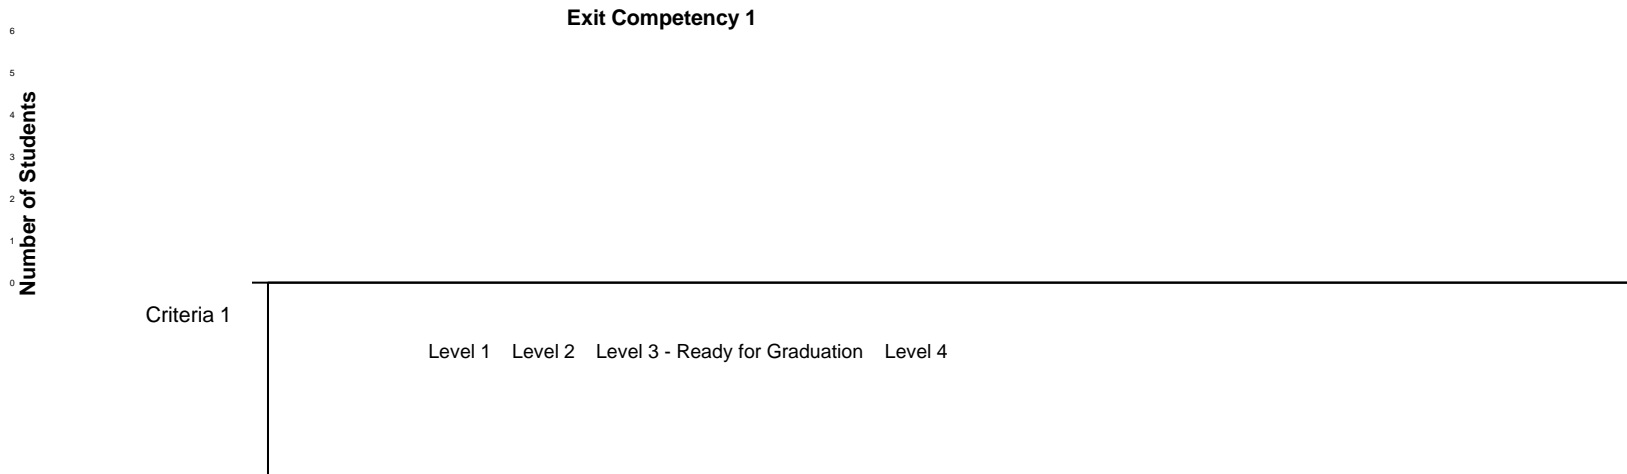 Exit Competency 1
6
5
4
3
2
1
0
Number of Students
Criteria 1
Level 1 Level 2 Level 3 - Ready for Graduation Level 4